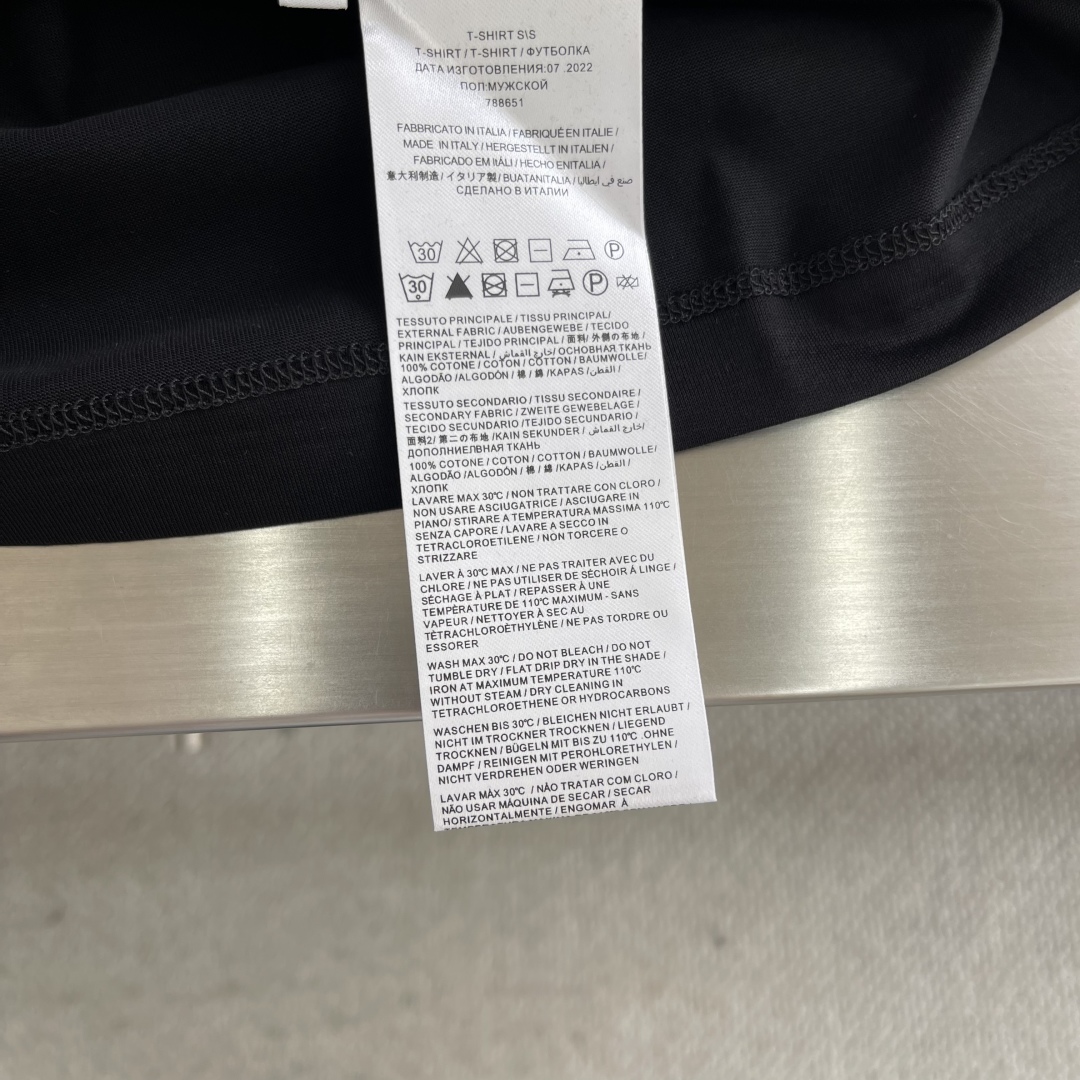 T-SHIRT S\S
T-SHIRT / T-SHIRT / ФУТБОЛКА
ДАТА ИЗГОТОВЛЕНИЯ:07 .2022
ПОЛ:МУЖСКОЙ
788651
FABBRICATO IN ITALIA / FABRIQUÉ EN ITALIE /
MADE IN ITALY / HERGESTELLT IN ITALIEN /
FABRICADO EM ItÁLI / HECHO ENITALIA /
意大利制造 / イタリア製 / BUATANITALIA / صنع في ايطاليا
СДЕЛАНО В ИТАЛИИ
30 P
30 P
TESSUTO PRINCIPALE / TISSU PRINCIPAL/
EXTERNAL FABRIC / AUBENGEWEBE / TECIDO
PRINCIPAL / TEJIDO PRINCIPAL / 面料/ 外側の布地 /
KAIN EKSTERNAL / خارج القماش/ ОСНОВНАЯ ТКАНЬ
100% COTONE / COTON / COTTON / BAUMWOLLE/
ALGODÃO /ALGODÓN / 棉 / 綿 /KAPAS / القطن/
ХЛОПК
TESSUTO SECONDARIO / TISSU SECONDAIRE /
SECONDARY FABRIC / ZWEITE GEWEBELAGE /
TECIDO SECUNDARIO /TEJIDO SECUNDARIO /
面料2/ 第二の布地 /KAIN SEKUNDER / خارج القماش/
ДОПОЛНИЕЛВНАЯ ТКАНЬ
100% COTONE / COTON / COTTON / BAUMWOLLE/
ALGODÃO /ALGODÓN / 棉 / 綿 /KAPAS /القطن /
ХЛОПК
LAVARE MAX 30℃ / NON TRATTARE CON CLORO /
NON USARE ASCIUGATRICE / ASCIUGARE IN
PIANO/ STIRARE A TEMPERATURA MASSIMA 110℃
SENZA CAPORE / LAVARE A SECCO IN
TETRACLOROETILENE / NON TORCERE O
STRIZZARE
LAVER À 30℃ MAX / NE PAS TRAITER AVEC DU
CHLORE / NE PAS UTILISER DE SÉCHOIR Á LINGE /
SÉCHAGE À PLAT / REPASSER À UNE
TEMPÉRATURE DE 110℃ MAXIMUM - SANS
VAPEUR / NETTOYER À SEC AU
TÈTRACHLOROÈTHYLÈNE / NE PAS TORDRE OU
ESSORER
WASH MAX 30℃ / DO NOT BLEACH / DO NOT
TUMBLE DRY / FLAT DRIP DRY IN THE SHADE /
IRON AT MAXIMUM TEMPERATURE 110℃
WITHOUT STEAM / DRY CLEANING IN
TETRACHLOROETHENE OR HYDROCARBONS
WASCHEN BIS 30℃ / BLEICHEN NICHT ERLAUBT /
NICHT IM TROCKNER TROCKNEN / LIEGEND
TROCKNEN / BÜGELN MIT BIS ZU 110℃ .OHNE
DAMPF / REINIGEN MIT PEROHLORETHYLEN /
NICHT VERDREHEN ODER WERINGEN
LAVAR MÀX 30℃ / NÃO TRATAR COM CLORO /
NÃO USAR MÁQUINA DE SECAR / SECAR
HORIZONTALMENTE / ENGOMAR À